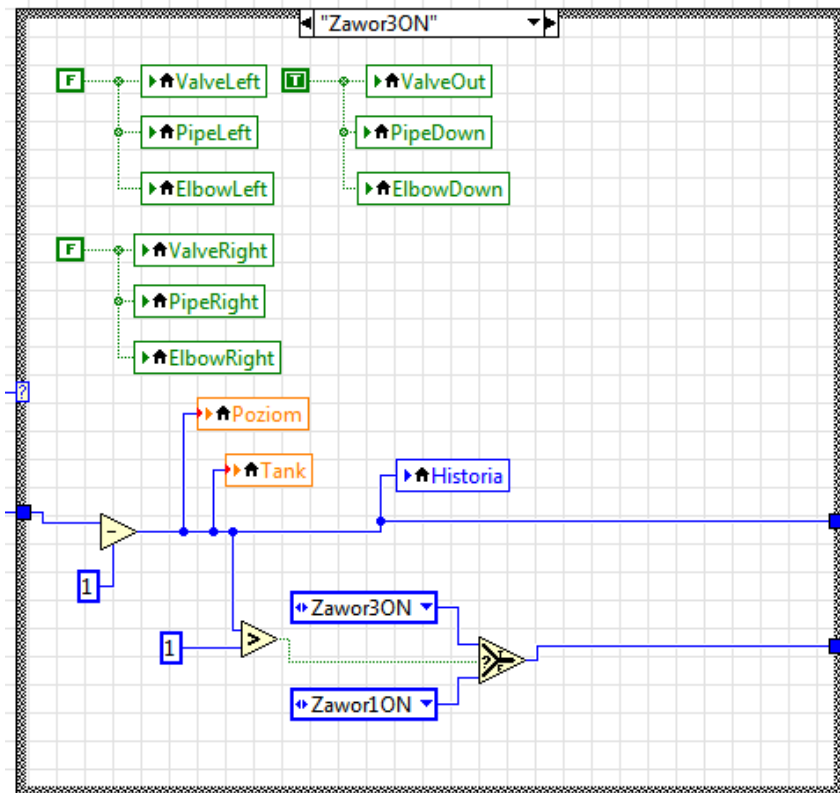 "Zawor3ON"
F ValveLeft T ValveOut
PipeLeft PipeDown
ElbowLeft ElbowDown
F ValveRight
PipeRight
ElbowRight
?
Poziom
Tank
Historia
-
1
Zawor3ON
1 >
? T F
Zawor1ON